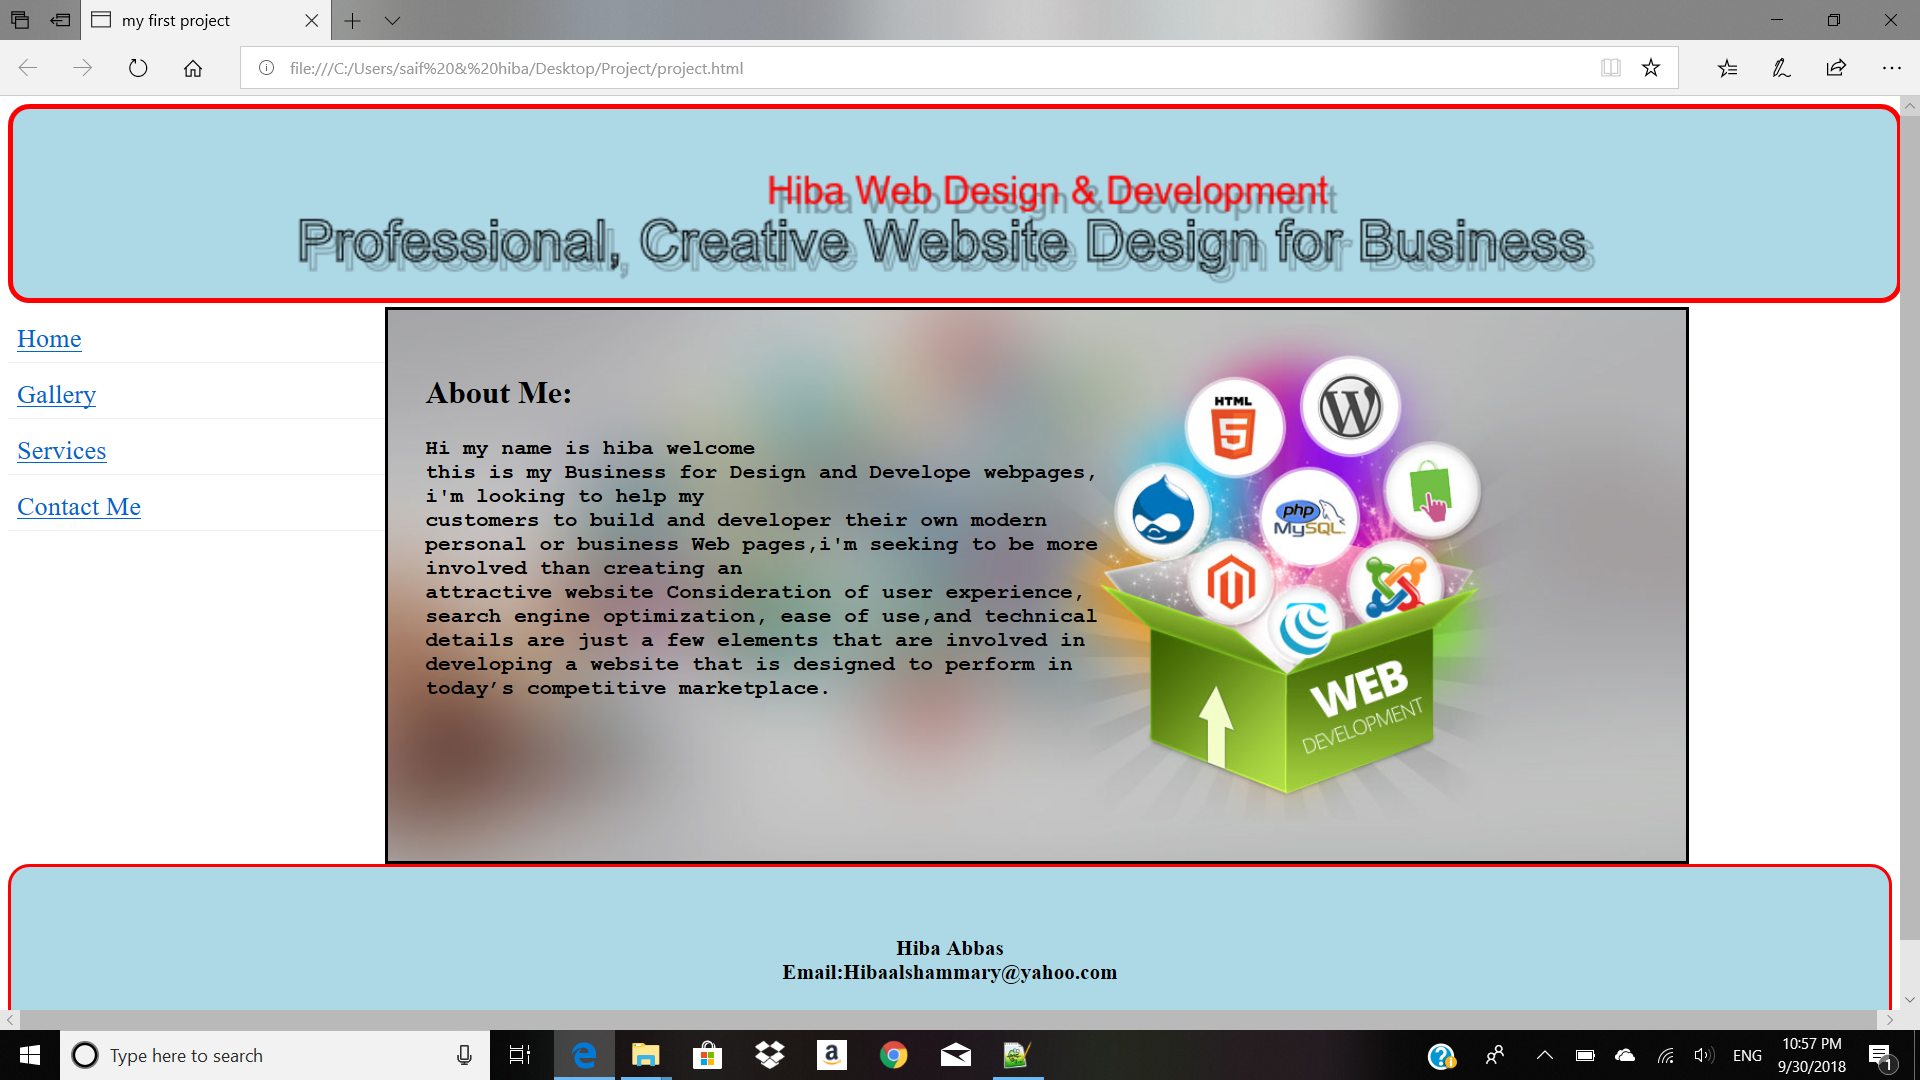 my first project
file:///C:/Users/saif%20&%20hiba/Desktop/Project/project.html
Hiba Web Design & Development
Professional, Creative Website Design for Business
Home
Gallery
Services
Contact Me
About Me:
Hi my name is hiba welcome
this is my Business for Design and Develope webpages,
i'm looking to help my
customers to build and developer their own modern
personal or business Web pages,i'm seeking to be more
involved than creating an
attractive website Consideration of user experience,
search engine optimization, ease of use,and technical
details are just a few elements that are involved in
developing a website that is designed to perform in
today’s competitive marketplace.
HTML
5
W
php
MySQL
WEB
DEVELOPMENT
Hiba Abbas
Email:Hibaalshammary@yahoo.com
Type here to search
ENG
10:57 PM
9/30/2018
1